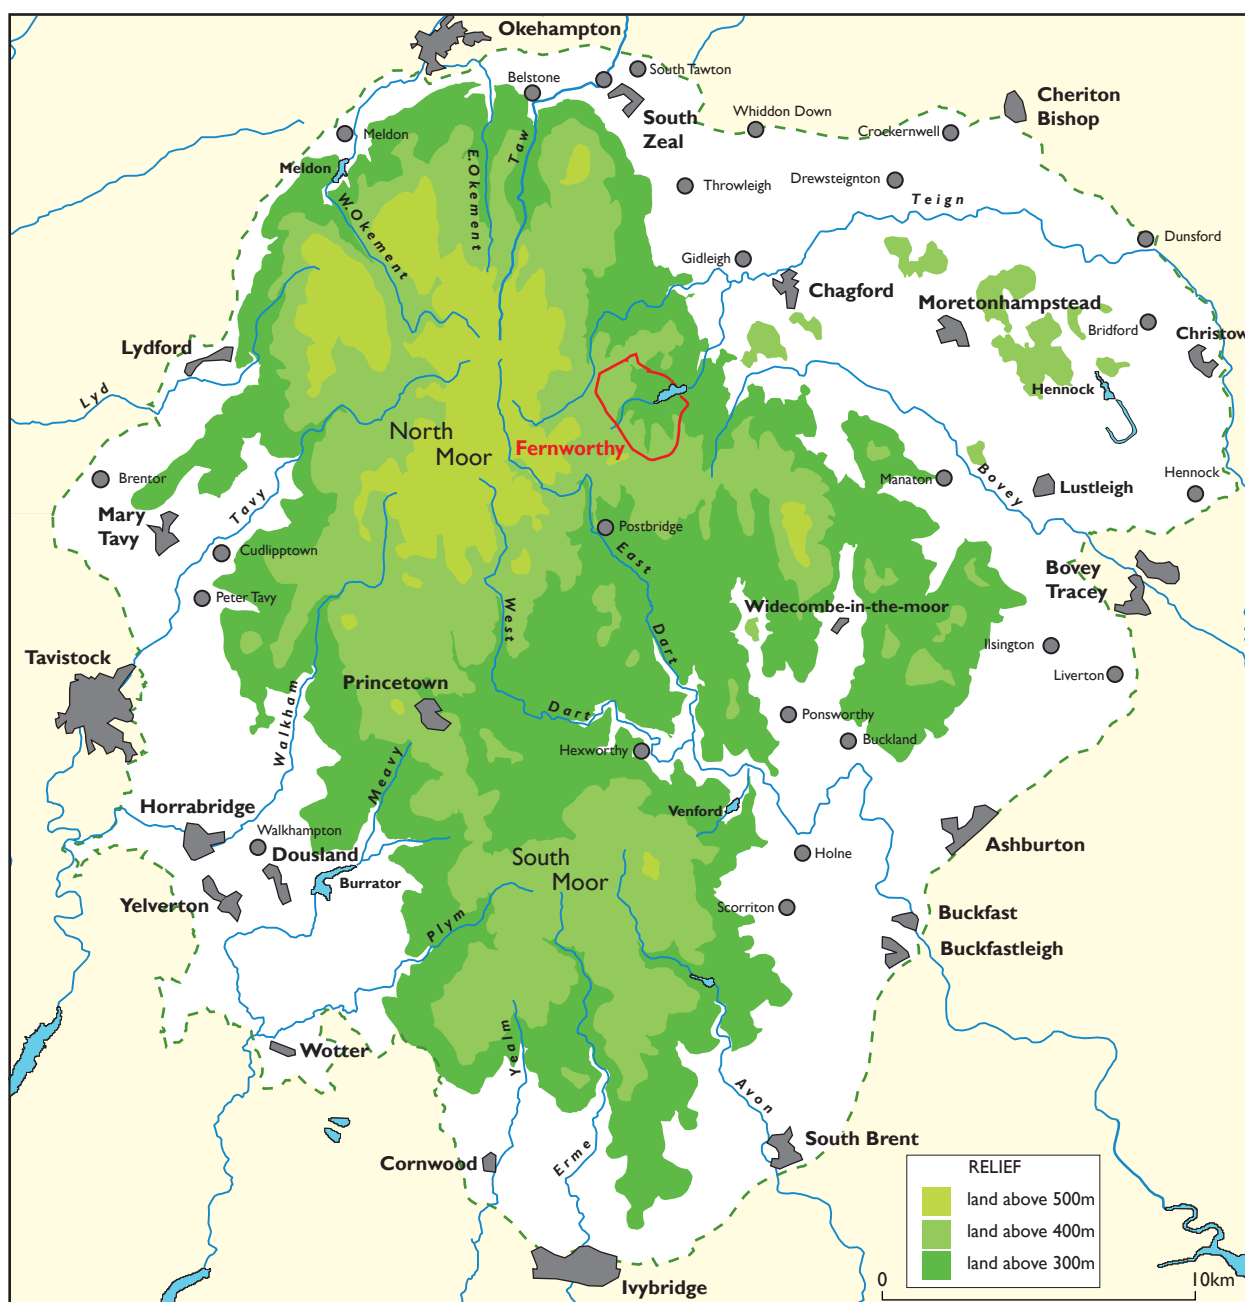 Okehampton
South Tawton
Belstone
South
Zeal
Whiddon Down
Cheriton
Bishop
Crockernwell
Meldon
Meldon
E.Okement
Taw
W.Okement
Throwleigh
Drewsteignton
Teign
Dunsford
Gidleigh
Chagford
Moretonhampstead
Bridford
Christow
Lydford
Lyd
Hennock
North
Moor
Fernworthy
Brentor
Tavy
Manaton
Bovey
Lustleigh
Hennock
Mary
Tavy
Cudlipptown
Postbridge
East
Dart
Bovey
Tracey
Peter Tavy
West
Dart
Widecombe-in-the-moor
Ilsington
Liverton
Tavistock
Princetown
Walkham
Meavy
Ponsworthy
Buckland
Hexworthy
Venford
Horrabridge
Walkhampton
Dousland
Burrator
Yelverton
South
Moor
Holne
Ashburton
Scorriton
Buckfast
Buckfastleigh
Plym
Yealm
Wotter
Avon
Erme
Cornwood
South Brent
Ivybridge
RELIEF
land above 500m
land above 400m
land above 300m
0
10km